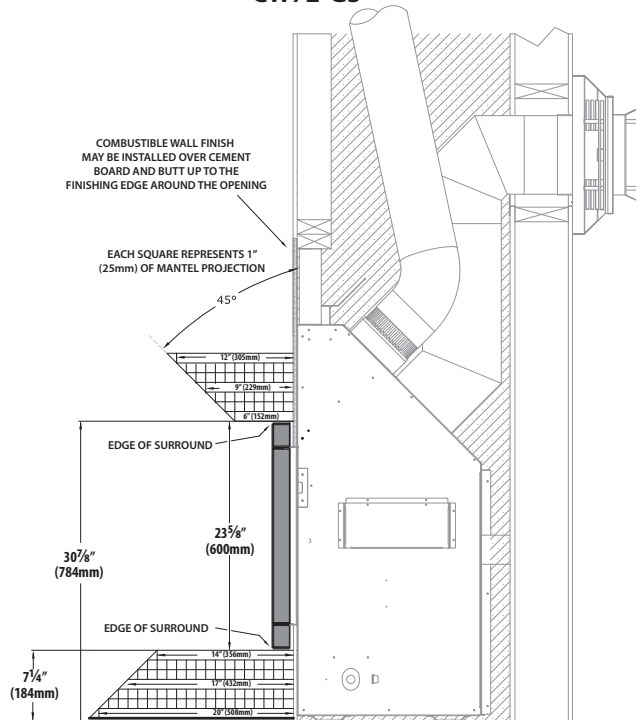 COMBUSTIBLE WALL FINISH
MAY BE INSTALLED OVER CEMENT
BOARD AND BUTT UP TO THE
FINISHING EDGE AROUND THE OPENING
EACH SQUARE REPRESENTS 1"
(25mm) OF MANTEL PROJECTION
45º
12" (305mm)
9" (229mm)
6" (152mm)
EDGE OF SURROUND
23⅝"
(600mm)
30⅞"
(784mm)
EDGE OF SURROUND
14" (356mm)
17" (432mm)
20" (508mm)
7¼"
(184mm)